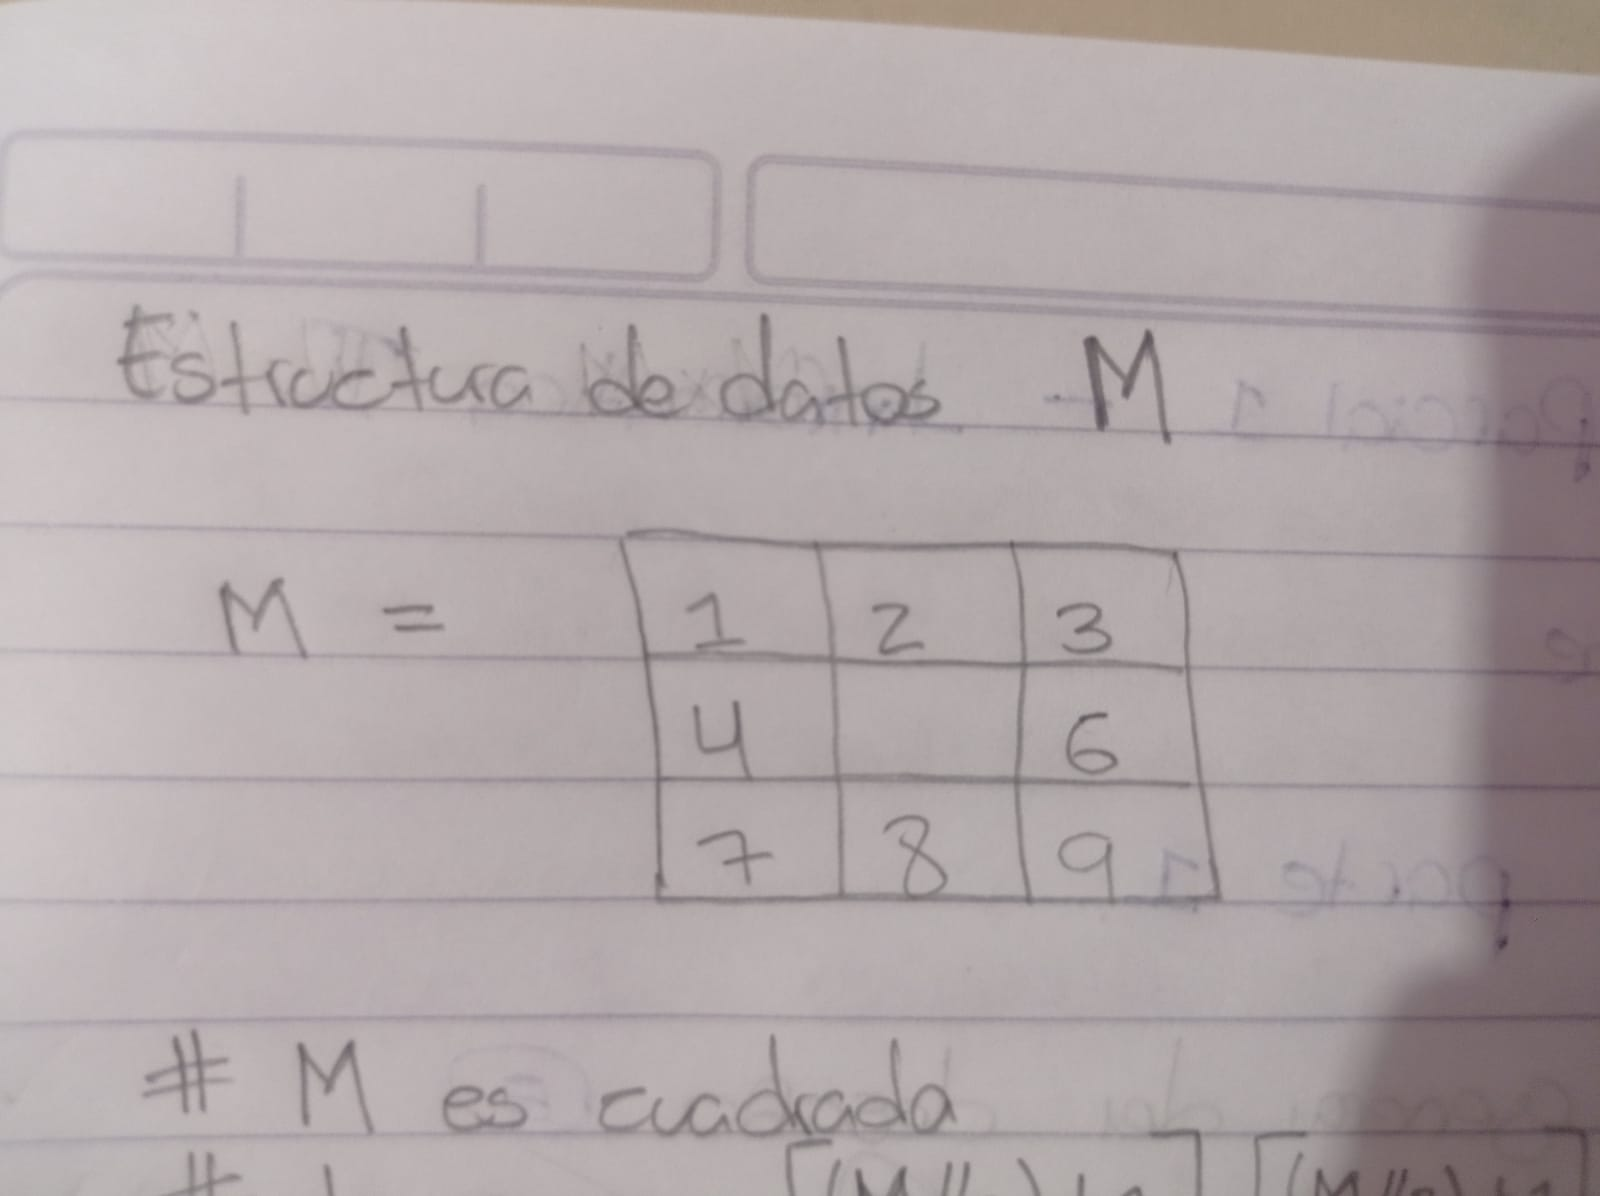 Estructura de datos M
M =
1 2 3
4 6
7 8 9
# M es cuadrada
#